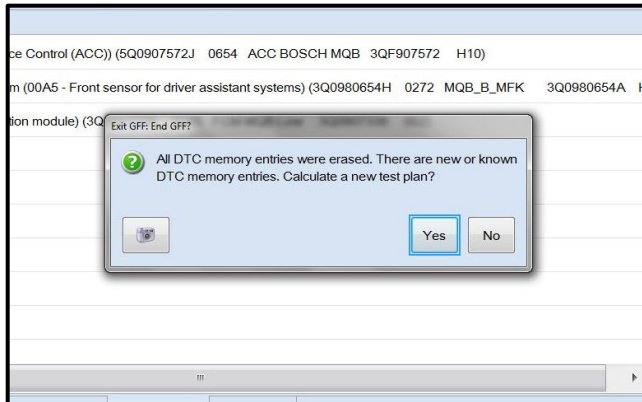 ce Control (ACC)) (5Q0907572J 0654 ACC BOSCH MQB 3QF907572 H10)
m (00A5 - Front sensor for driver assistant systems) (3Q0980654H 0272 MQB_B_MFK 3Q0980654A H
tion module) (3Q
Exit GFF: End GFF?
All DTC memory entries were erased. There are new or known
DTC memory entries. Calculate a new test plan?
Yes No